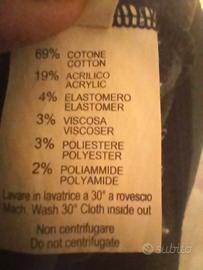 69% COTONE
COTTON
19% ACRILICO
ACRYLIC
4% ELASTOMERO
ELASTOMER
3% VISCOSA
VISCOSER
3% POLIESTERE
POLYESTER
2% POLIAMMIDE
POLYAMIDE
Lavare in lavatrice a 30° a rovescio
Mach. Wash 30° Cloth inside out
Non centrifugare
Do not centrifugate
subito